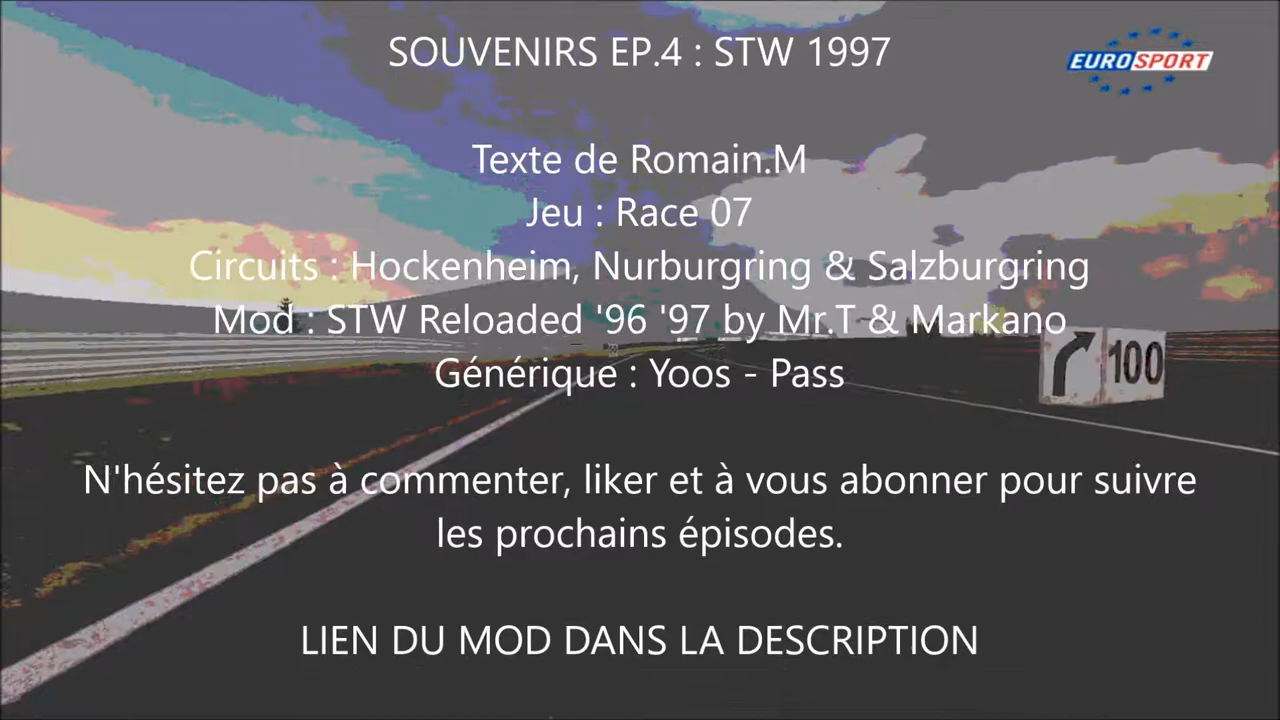 SOUVENIRS EP.4 : STW 1997
EUROSPORT
Texte de Romain.M
Jeu : Race 07
Circuits : Hockenheim, Nurburgring & Salzburgring
Mod : STW Reloaded '96 '97 by Mr.T & Markano
100
Générique : Yoos - Pass
N'hésitez pas à commenter, liker et à vous abonner pour suivre
les prochains épisodes.
LIEN DU MOD DANS LA DESCRIPTION